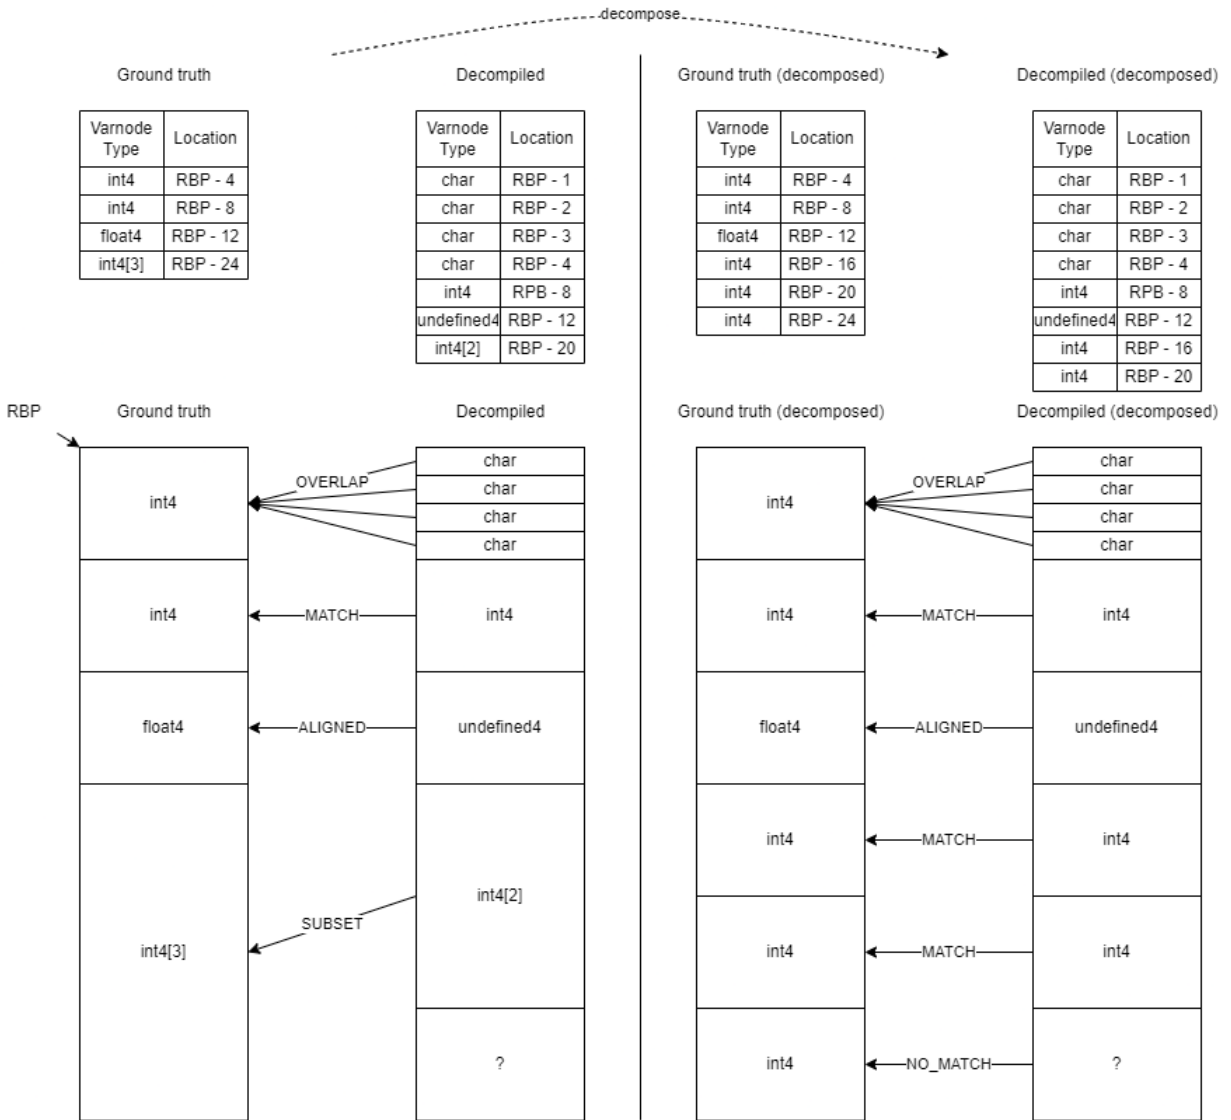 decompose
Ground truth
Decompiled
Ground truth (decomposed)
Decompiled (decomposed)
Varnode Type Location
int4 RBP - 4
int4 RBP - 8
float4 RBP - 12
int4[3] RBP - 24
Varnode Type Location
char RBP - 1
char RBP - 2
char RBP - 3
char RBP - 4
int4 RPB - 8
undefined4 RBP - 12
int4[2] RBP - 20
Varnode Type Location
int4 RBP - 4
int4 RBP - 8
float4 RBP - 12
int4 RBP - 16
int4 RBP - 20
int4 RBP - 24
Varnode Type Location
char RBP - 1
char RBP - 2
char RBP - 3
char RBP - 4
int4 RPB - 8
undefined4 RBP - 12
int4 RBP - 16
int4 RBP - 20
RBP
Ground truth
Decompiled
int4
OVERLAP
char
char
char
char
int4
MATCH
int4
float4
ALIGNED
undefined4
int4[3]
SUBSET
int4[2]
?
Ground truth (decomposed)
Decompiled (decomposed)
int4
OVERLAP
char
char
char
char
int4
MATCH
int4
float4
ALIGNED
undefined4
int4
MATCH
int4
int4
MATCH
int4
int4
NO_MATCH
?